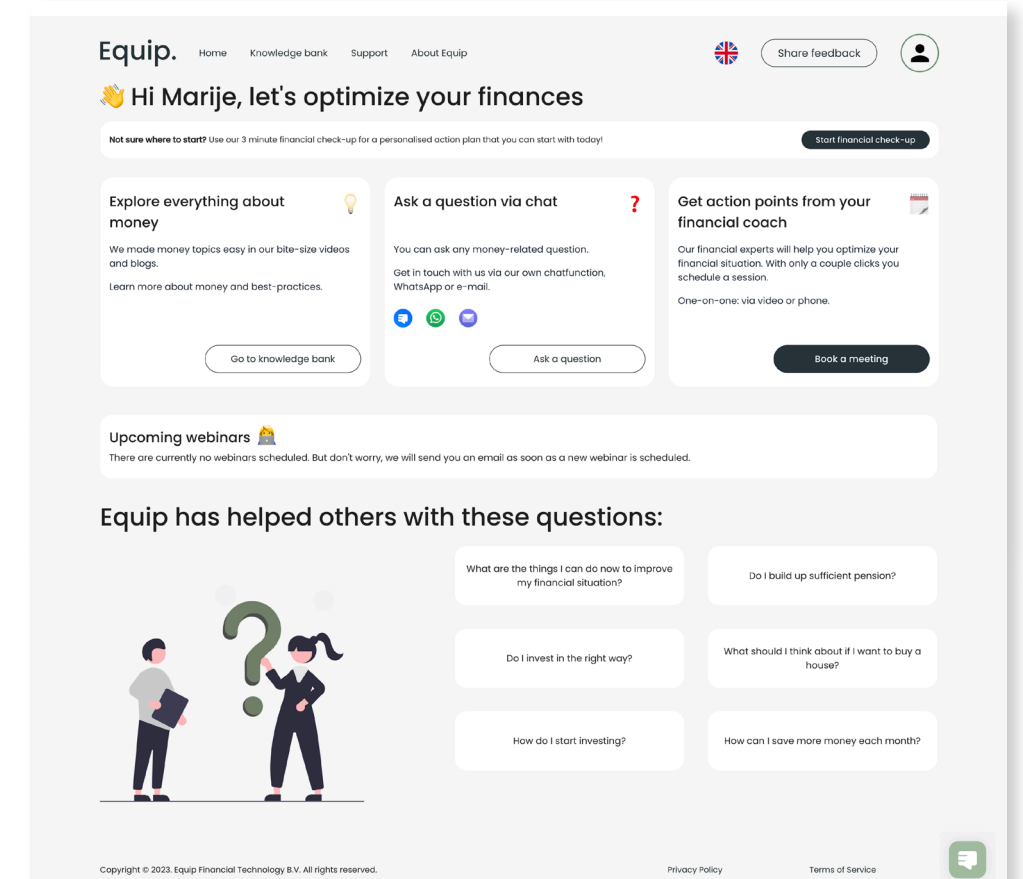 Equip.
Home
Knowledge bank
Support
About Equip
Share feedback
Hi Marije, let's optimize your finances
Not sure where to start? Use our 3 minute financial check-up for a personalised action plan that you can start with today!
Start financial check-up
Explore everything about
money
We made money topics easy in our bite-size videos
and blogs.
Learn more about money and best-practices.
Go to knowledge bank
Ask a question via chat
You can ask any money-related question.
Get in touch with us via our own chatfunction,
WhatsApp or e-mail.
Ask a question
Get action points from your
financial coach
Our financial experts will help you optimize your
financial situation. With only a couple clicks you
schedule a session.
One-on-one: via video or phone.
Book a meeting
Upcoming webinars
There are currently no webinars scheduled. But don't worry, we will send you an email as soon as a new webinar is scheduled.
Equip has helped others with these questions:
What are the things I can do now to improve
my financial situation?
Do I build up sufficient pension?
Do I invest in the right way?
What should I think about if I want to buy a
house?
How do I start investing?
How can I save more money each month?
Copyright © 2023. Equip Financial Technology B.V. All rights reserved.
Privacy Policy
Terms of Service